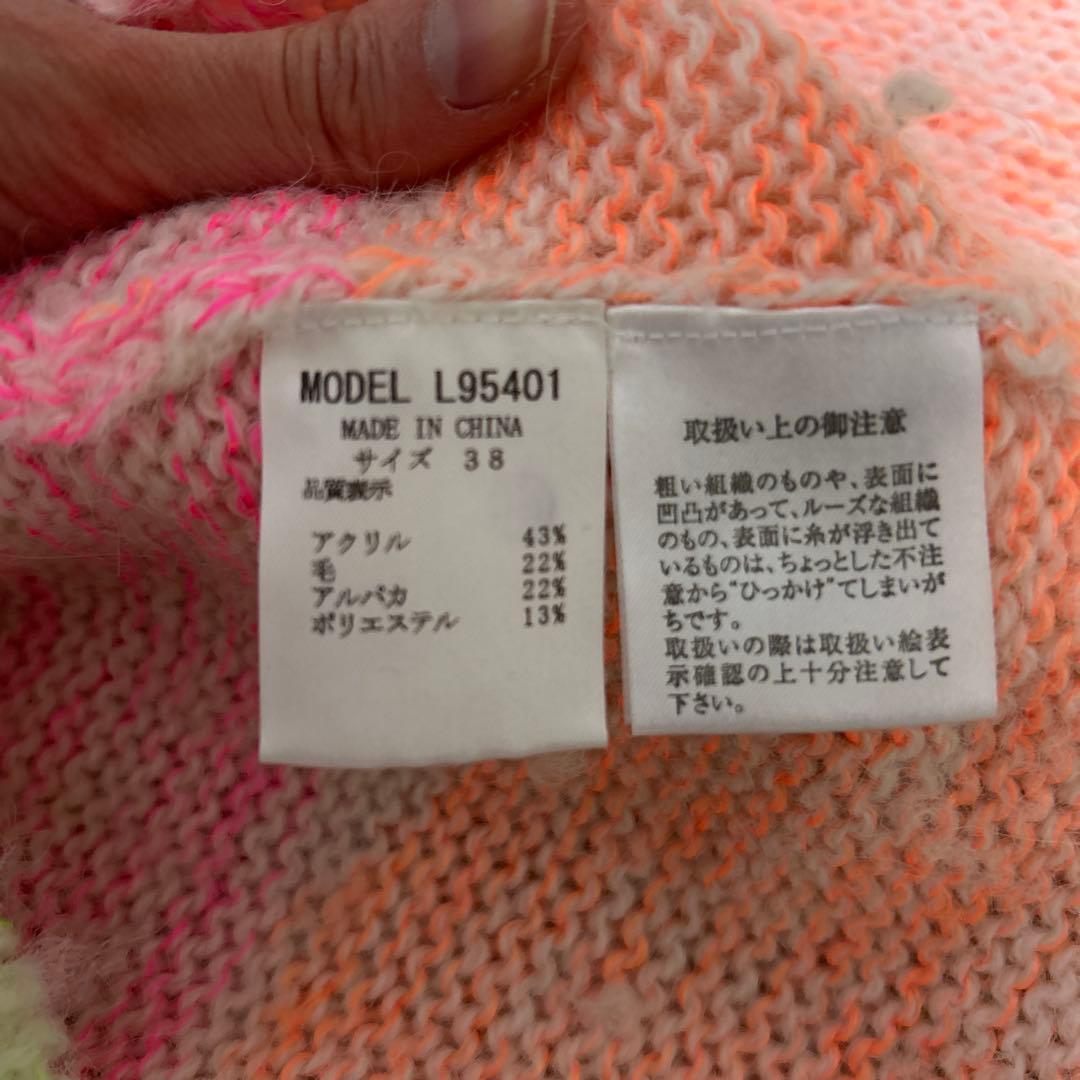 MODEL L95401
MADE IN CHINA
サイズ 38
品質表示
アクリル 43%
毛 22%
アルパカ 22%
ポリエステル 13%
取扱い上の御注意
粗い組織のものや、表面に
凹凸があって、ルーズな組織
のもの、表面に糸が浮き出て
いるものは、ちょっとした不注
意から“ひっかけ”てしまいが
ちです。
取扱いの際は取扱い絵表
示確認の上十分注意して
下さい。